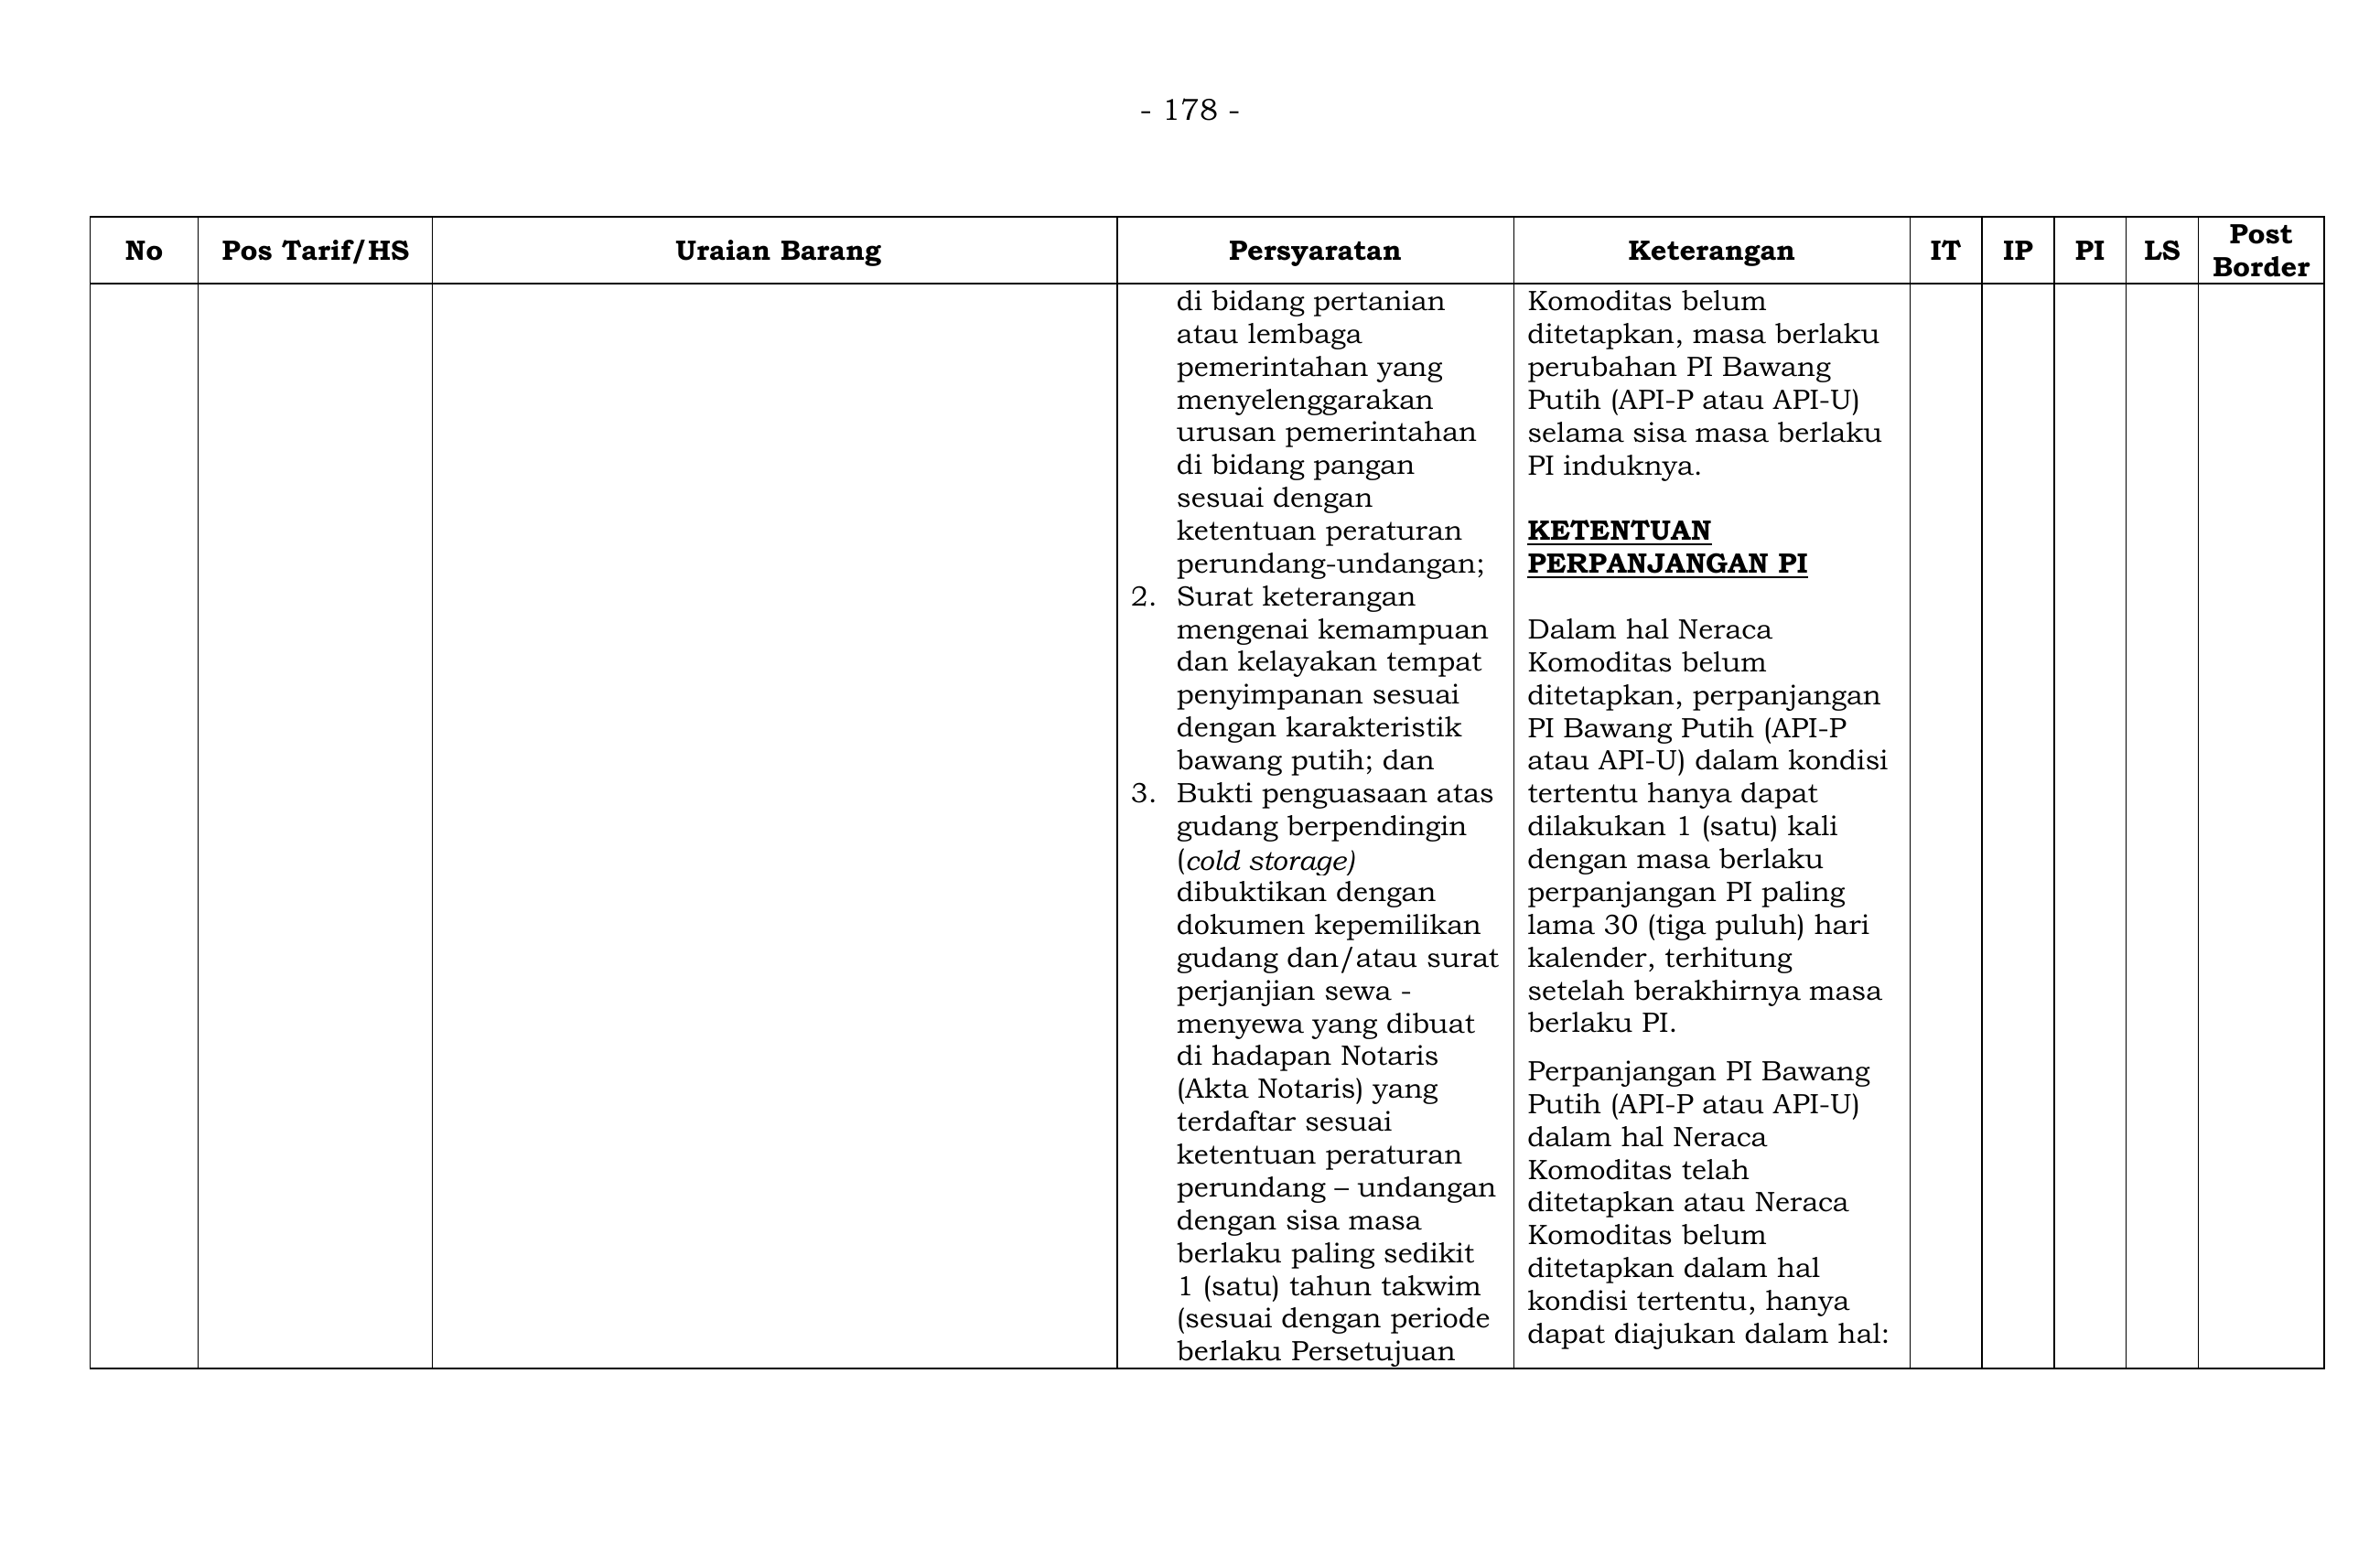 - 178 -
No
Pos Tarif/HS
Uraian Barang
Persyaratan
Keterangan
IT
IP
PI
LS
Post
Border
di bidang pertanian
atau lembaga
pemerintahan yang
menyelenggarakan
urusan pemerintahan
di bidang pangan
sesuai dengan
ketentuan peraturan
perundang-undangan;
2. Surat keterangan
mengenai kemampuan
dan kelayakan tempat
penyimpanan sesuai
dengan karakteristik
bawang putih; dan
3. Bukti penguasaan atas
gudang berpendingin
(cold storage)
dibuktikan dengan
dokumen kepemilikan
gudang dan/atau surat
perjanjian sewa -
menyewa yang dibuat
di hadapan Notaris
(Akta Notaris) yang
terdaftar sesuai
ketentuan peraturan
perundang – undangan
dengan sisa masa
berlaku paling sedikit
1 (satu) tahun takwim
(sesuai dengan periode
berlaku Persetujuan
Komoditas belum
ditetapkan, masa berlaku
perubahan PI Bawang
Putih (API-P atau API-U)
selama sisa masa berlaku
PI induknya.
KETENTUAN
PERPANJANGAN PI
Dalam hal Neraca
Komoditas belum
ditetapkan, perpanjangan
PI Bawang Putih (API-P
atau API-U) dalam kondisi
tertentu hanya dapat
dilakukan 1 (satu) kali
dengan masa berlaku
perpanjangan PI paling
lama 30 (tiga puluh) hari
kalender, terhitung
setelah berakhirnya masa
berlaku PI.
Perpanjangan PI Bawang
Putih (API-P atau API-U)
dalam hal Neraca
Komoditas telah
ditetapkan atau Neraca
Komoditas belum
ditetapkan dalam hal
kondisi tertentu, hanya
dapat diajukan dalam hal: